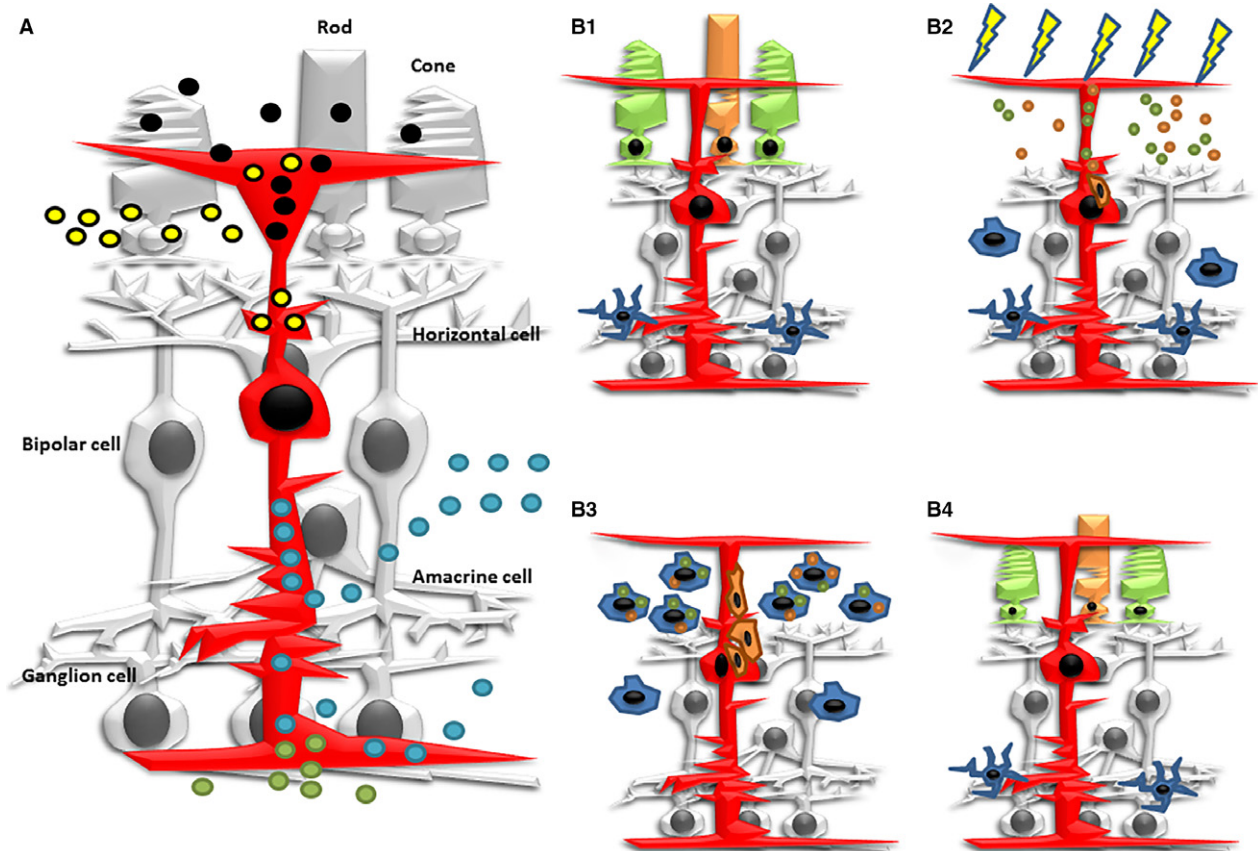 A
Rod
Cone
Horizontal cell
Bipolar cell
Amacrine cell
Ganglion cell
B1
B2
B3
B4